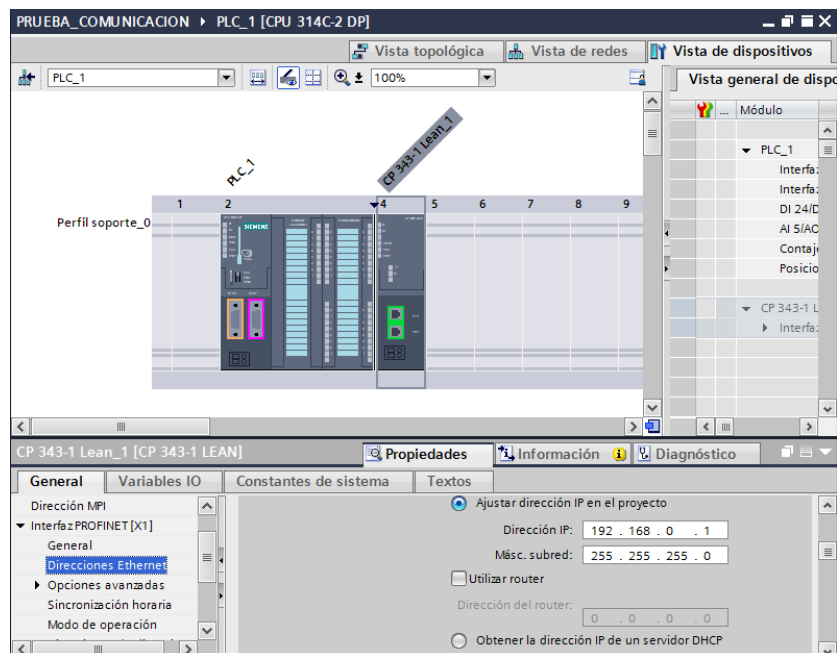 PRUEBA_COMUNICACION ▸ PLC_1 [CPU 314C-2 DP]
Vista topológica Vista de redes Vista de dispositivos
PLC_1 100% Vista general de dispo
... Módulo
PLC_1
Interfa
Interfa
DI 24/D
AI 5/AO
Contaj
Posicio
CP 343-1 L
Interfa
PLC_1 CP 343-1 Lean_1
1 2 4 5 6 7 8 9
Perfil soporte_0
SIEMENS
CP 343-1 Lean_1 [CP 343-1 LEAN] Propiedades Información Diagnóstico
General Variables IO Constantes de sistema Textos
Dirección MPI
Interfaz PROFINET [X1]
General
Direcciones Ethernet
Opciones avanzadas
Sincronización horaria
Modo de operación
Ajustar dirección IP en el proyecto
Dirección IP: 192 . 168 . 0 . 1
Másc. subred: 255 . 255 . 255 . 0
Utilizar router
Dirección del router: 0 . 0 . 0 . 0
Obtener la dirección IP de un servidor DHCP